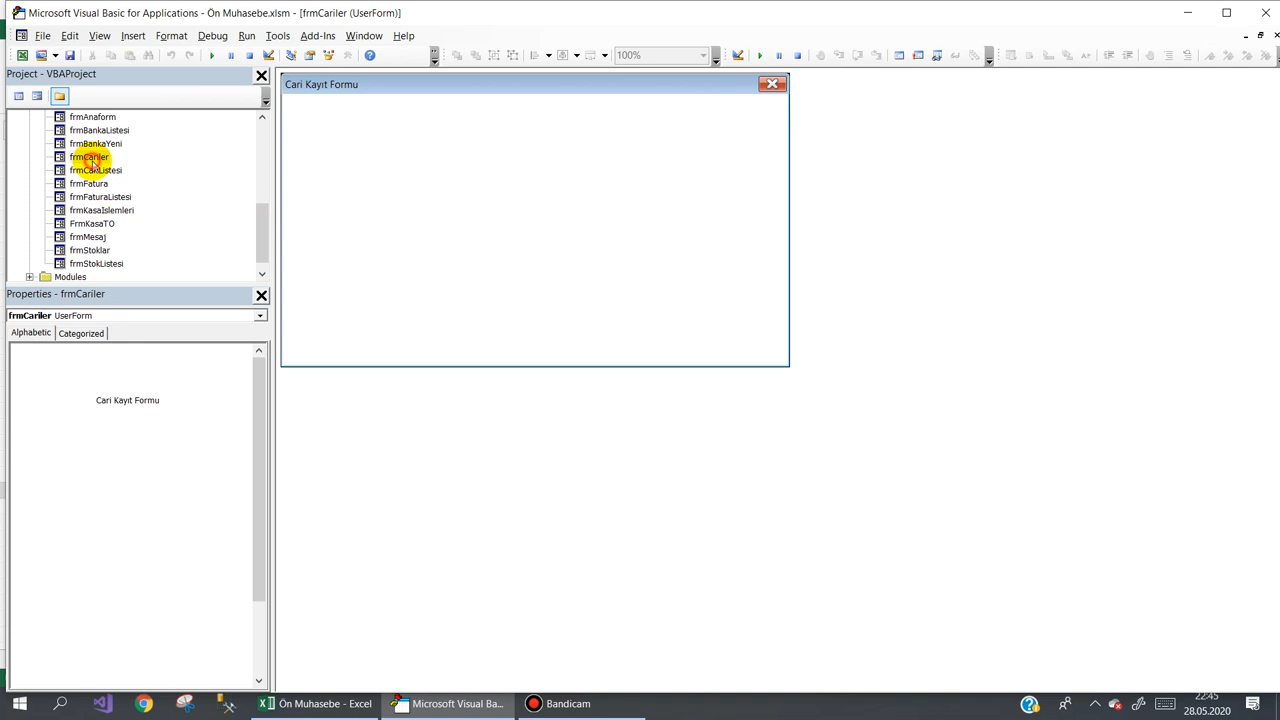 Microsoft Visual Basic for Applications - Ön Muhasebe.xlsm - [frmCariler (UserForm)]
File Edit View Insert Format Debug Run Tools Add-Ins Window Help
100%
Project - VBAProject
Cari Kayıt Formu
frmAnaform
frmBankaListesi
frmBankaYeni
frmCariler
frmCariListesi
frmFatura
frmFaturaListesi
frmKasaIslemleri
FrmKasaTO
frmMesaj
frmStoklar
frmStokListesi
Modules
Properties - frmCariler
frmCariler UserForm
Alphabetic Categorized
Cari Kayıt Formu
Ön Muhasebe - Excel
Microsoft Visual Ba...
Bandicam
22:45
28.05.2020